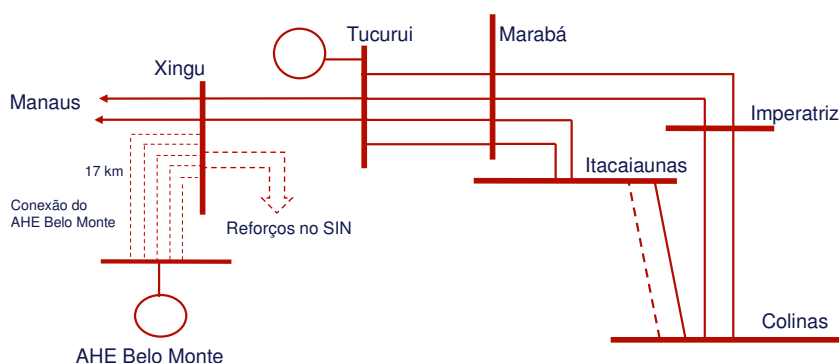 Tucurui
Marabá
Xingu
Manaus
Imperatriz
17 km
Itacaiaunas
Conexão do
AHE Belo Monte
Reforços no SIN
Colinas
AHE Belo Monte